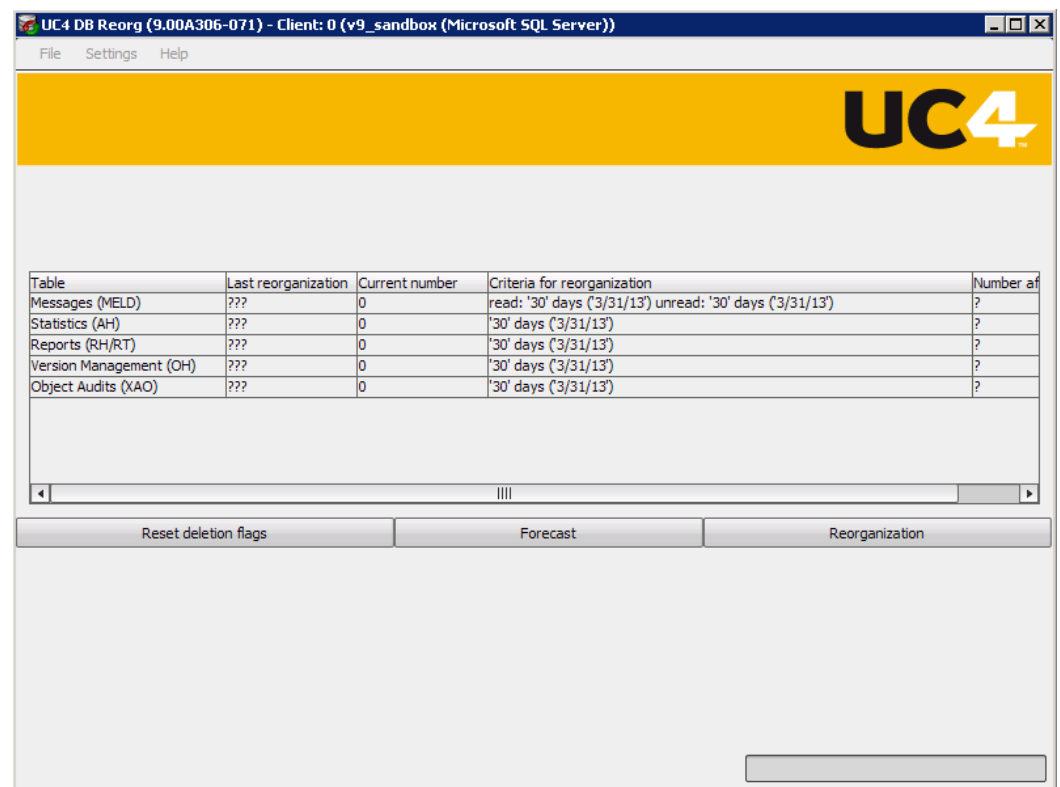 UC4 DB Reorg (9.00A306-071) - Client: 0 (v9_sandbox (Microsoft SQL Server))
File Settings Help
UC4™
Table Last reorganization Current number Criteria for reorganization Number af
Messages (MELD) ??? 0 read: '30' days ('3/31/13') unread: '30' days ('3/31/13') ?
Statistics (AH) ??? 0 '30' days ('3/31/13') ?
Reports (RH/RT) ??? 0 '30' days ('3/31/13') ?
Version Management (OH) ??? 0 '30' days ('3/31/13') ?
Object Audits (XAO) ??? 0 '30' days ('3/31/13') ?
Reset deletion flags Forecast Reorganization